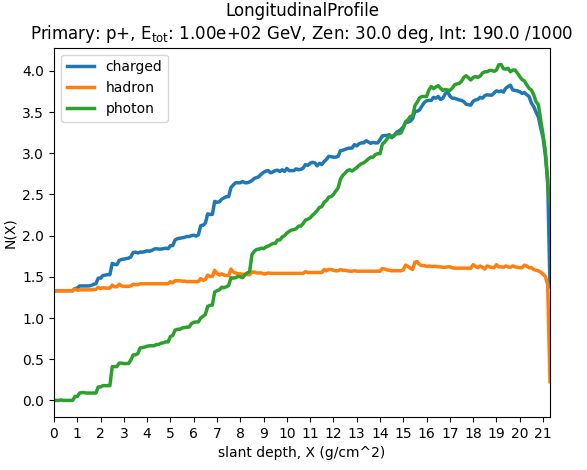 LongitudinalProfile
Primary: p+, E_tot: 1.00e+02 GeV, Zen: 30.0 deg, Int: 190.0 /1000
charged
hadron
photon
4.0
3.5
3.0
2.5
2.0
1.5
1.0
0.5
0.0
N(X)
0 1 2 3 4 5 6 7 8 9 10 11 12 13 14 15 16 17 18 19 20 21
slant depth, X (g/cm^2)